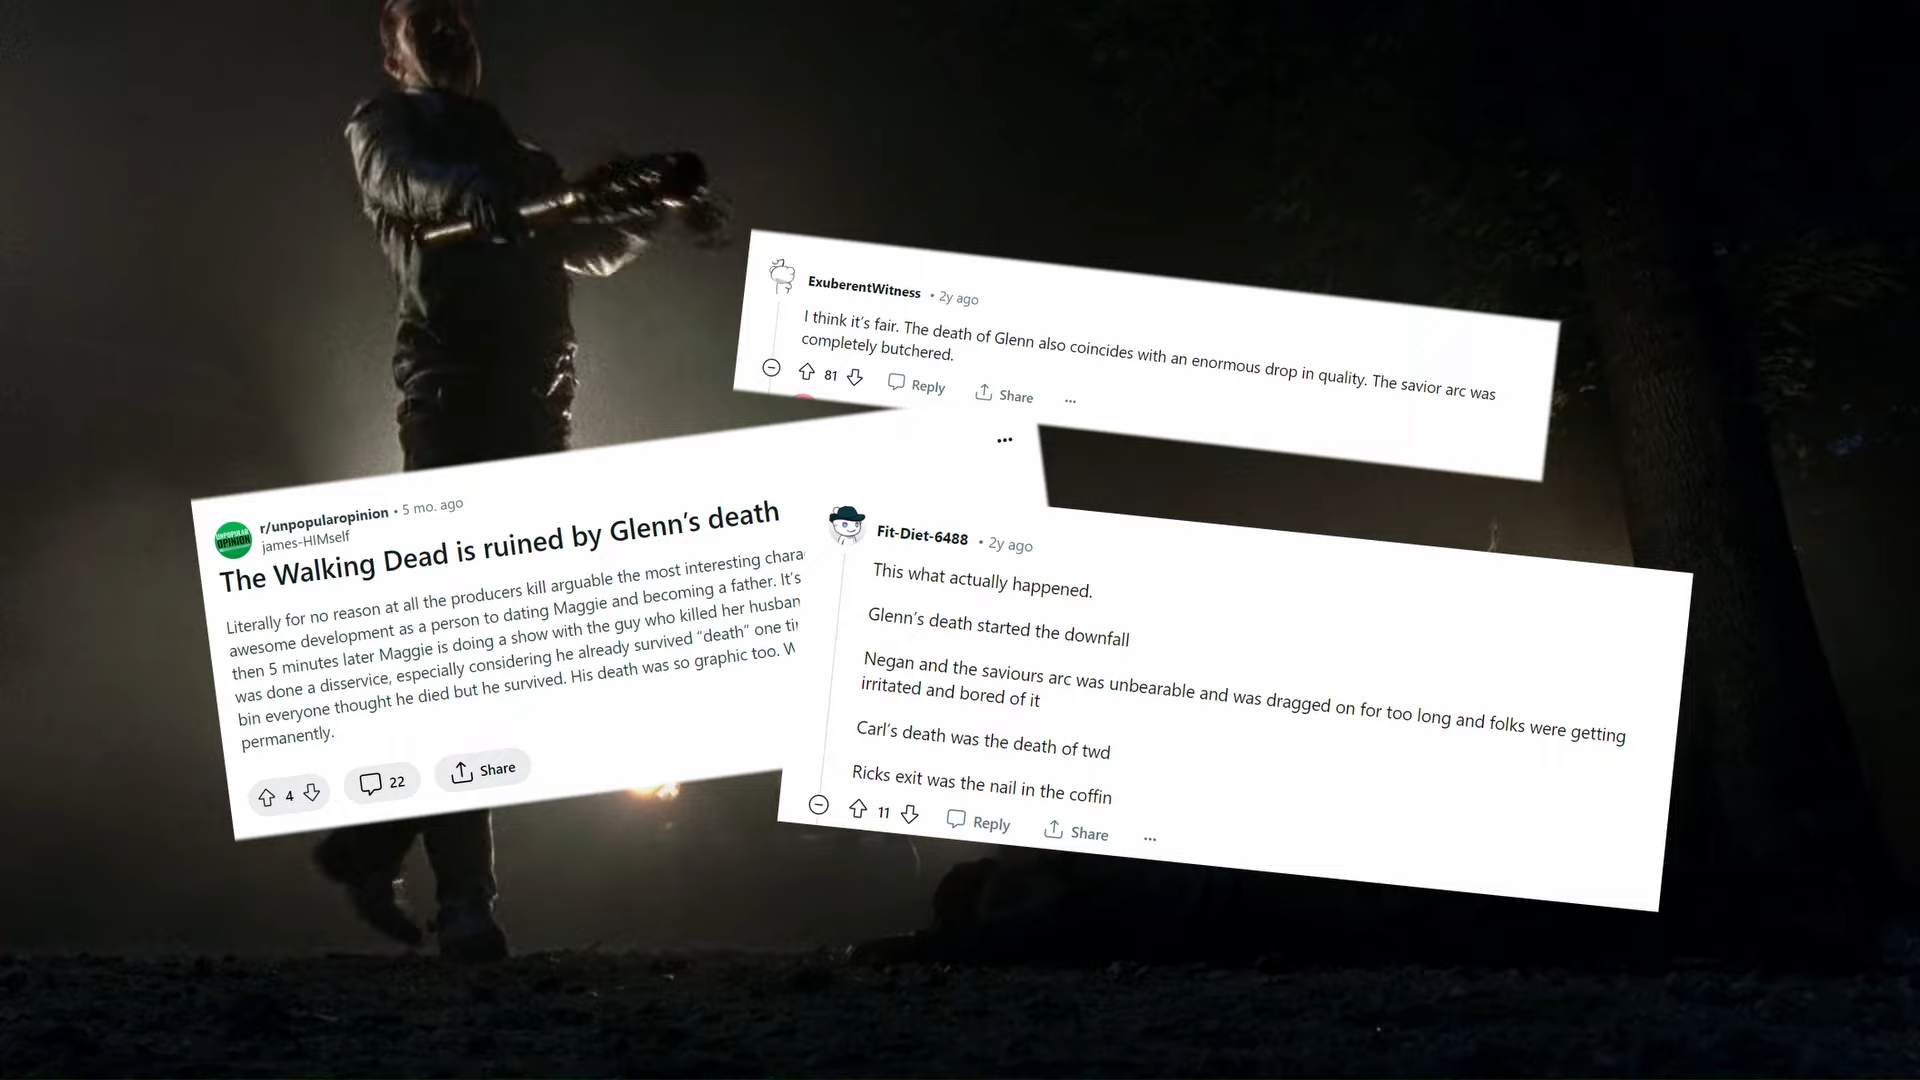 ExuberentWitness • 2y ago
I think it's fair. The death of Glenn also coincides with an enormous drop in quality. The savior arc was
completely butchered.
81 Reply Share ...
...
UNPOPULAR
OPINION
r/unpopularopinion • 5 mo. ago
james-HIMself
The Walking Dead is ruined by Glenn's death
Literally for no reason at all the producers kill arguable the most interesting chara
awesome development as a person to dating Maggie and becoming a father. It's
then 5 minutes later Maggie is doing a show with the guy who killed her husban
was done a disservice, especially considering he already survived "death" one ti
bin everyone thought he died but he survived. His death was so graphic too. W
permanently.
4 22 Share
Fit-Diet-6488 • 2y ago
This what actually happened.
Glenn's death started the downfall
Negan and the saviours arc was unbearable and was dragged on for too long and folks were getting
irritated and bored of it
Carl's death was the death of twd
Ricks exit was the nail in the coffin
11 Reply Share ...